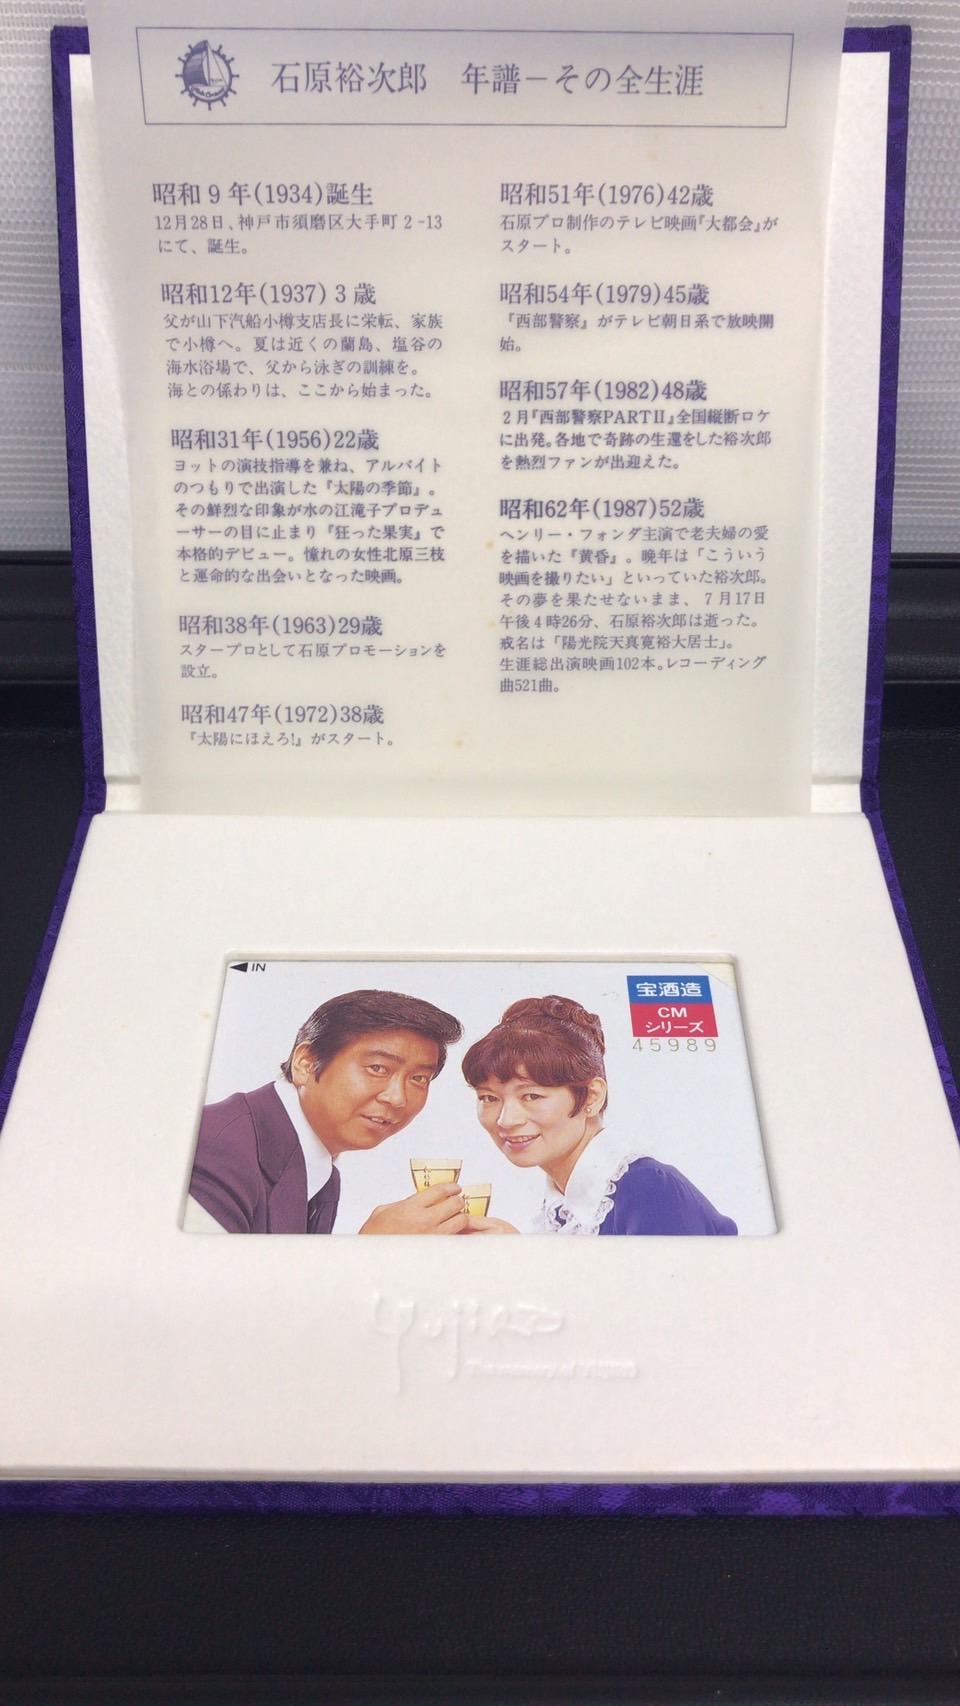 石原裕次郎 年譜－その全生涯
昭和9年(1934)誕生
12月28日、神戸市須磨区大手町2-13
にて、誕生。
昭和12年(1937)3歳
父が山下汽船小樽支店長に栄転、家族
で小樽へ。夏は近くの蘭島、塩谷の
海水浴場で、父から泳ぎの訓練を。
海との係わりは、ここから始まった。
昭和31年(1956)22歳
ヨットの演技指導を兼ね、アルバイト
のつもりで出演した『太陽の季節』。
その鮮烈な印象が水の江滝子プロデュ
ーサーの目に止まり『狂った果実』で
本格的デビュー。憧れの女性北原三枝
と運命的な出会いとなった映画。
昭和38年(1963)29歳
スタープロとして石原プロモーションを
設立。
昭和47年(1972)38歳
『太陽にほえろ!』がスタート。
昭和51年(1976)42歳
石原プロ制作のテレビ映画『大都会』が
スタート。
昭和54年(1979)45歳
『西部警察』がテレビ朝日系で放映開
始。
昭和57年(1982)48歳
2月『西部警察PARTⅡ』全国縦断ロケ
に出発。各地で奇跡の生還をした裕次郎
を熱烈ファンが出迎えた。
昭和62年(1987)52歳
ヘンリー・フォンダ主演で老夫婦の愛
を描いた『黄昏』。晩年は「こういう
映画を撮りたい」といっていた裕次郎。
その夢を果たせないまま、7月17日
午後4時26分、石原裕次郎は逝った。
戒名は「陽光院天真寛裕大居士」。
生涯総出演映画102本。レコーディング
曲521曲。
◀IN
宝酒造
CM
シリーズ
45989
松竹梅
Yujiro
The memory of YUJIRO